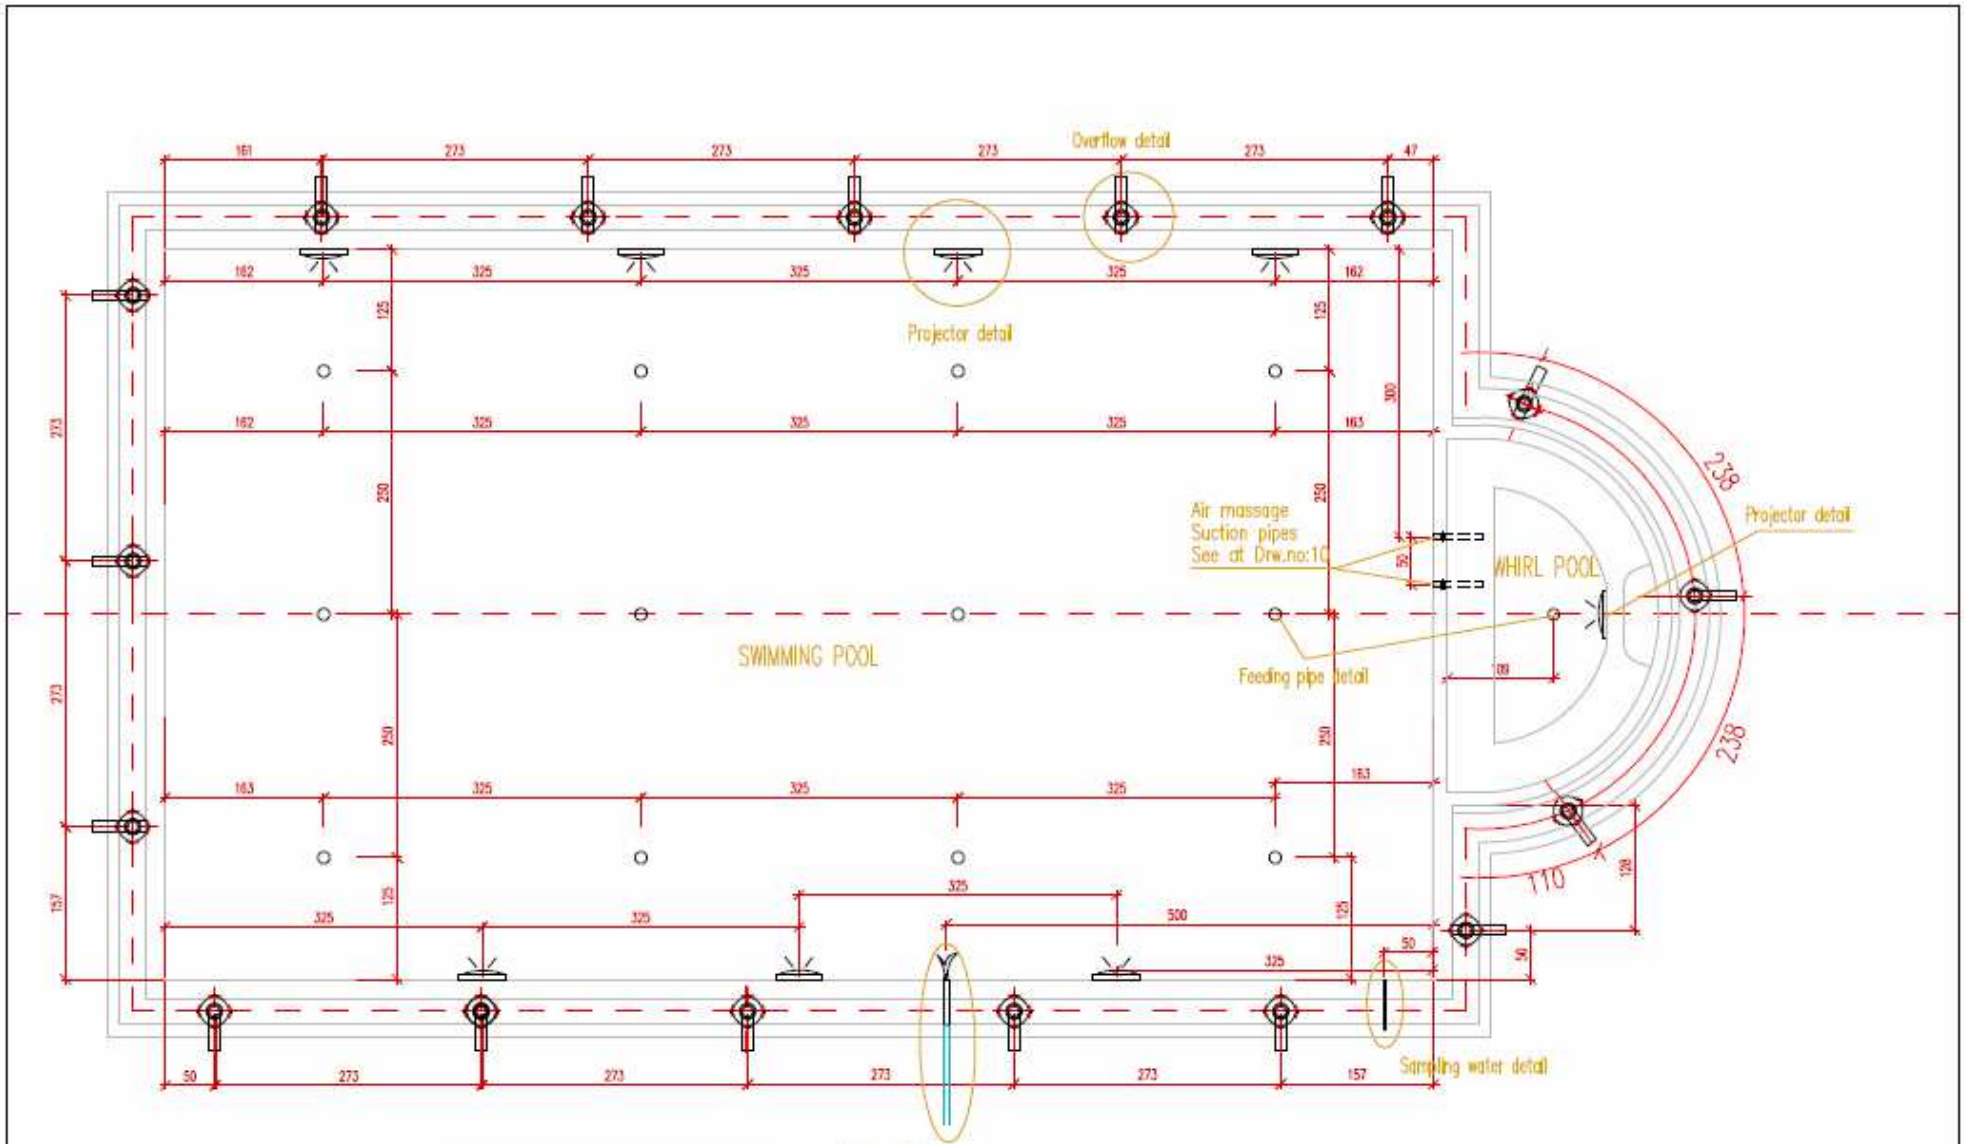 Overflow detail
161 273 273 273 273 47
162 325 325 325 162
125 125
Projector detail
300
273
162 325 325 325 163
238
250 250
Air massage
Suction pipes
See at Drw.no:10
Projector detail
50
WHIRL POOL
SWIMMING POOL
Feeding pipe detail
109
273
250 250
238
163
163 325 325 325
128
110
325
157
125
325 325
500
125
50
50
325
Sampling water detail
50 273 273 273 273 157